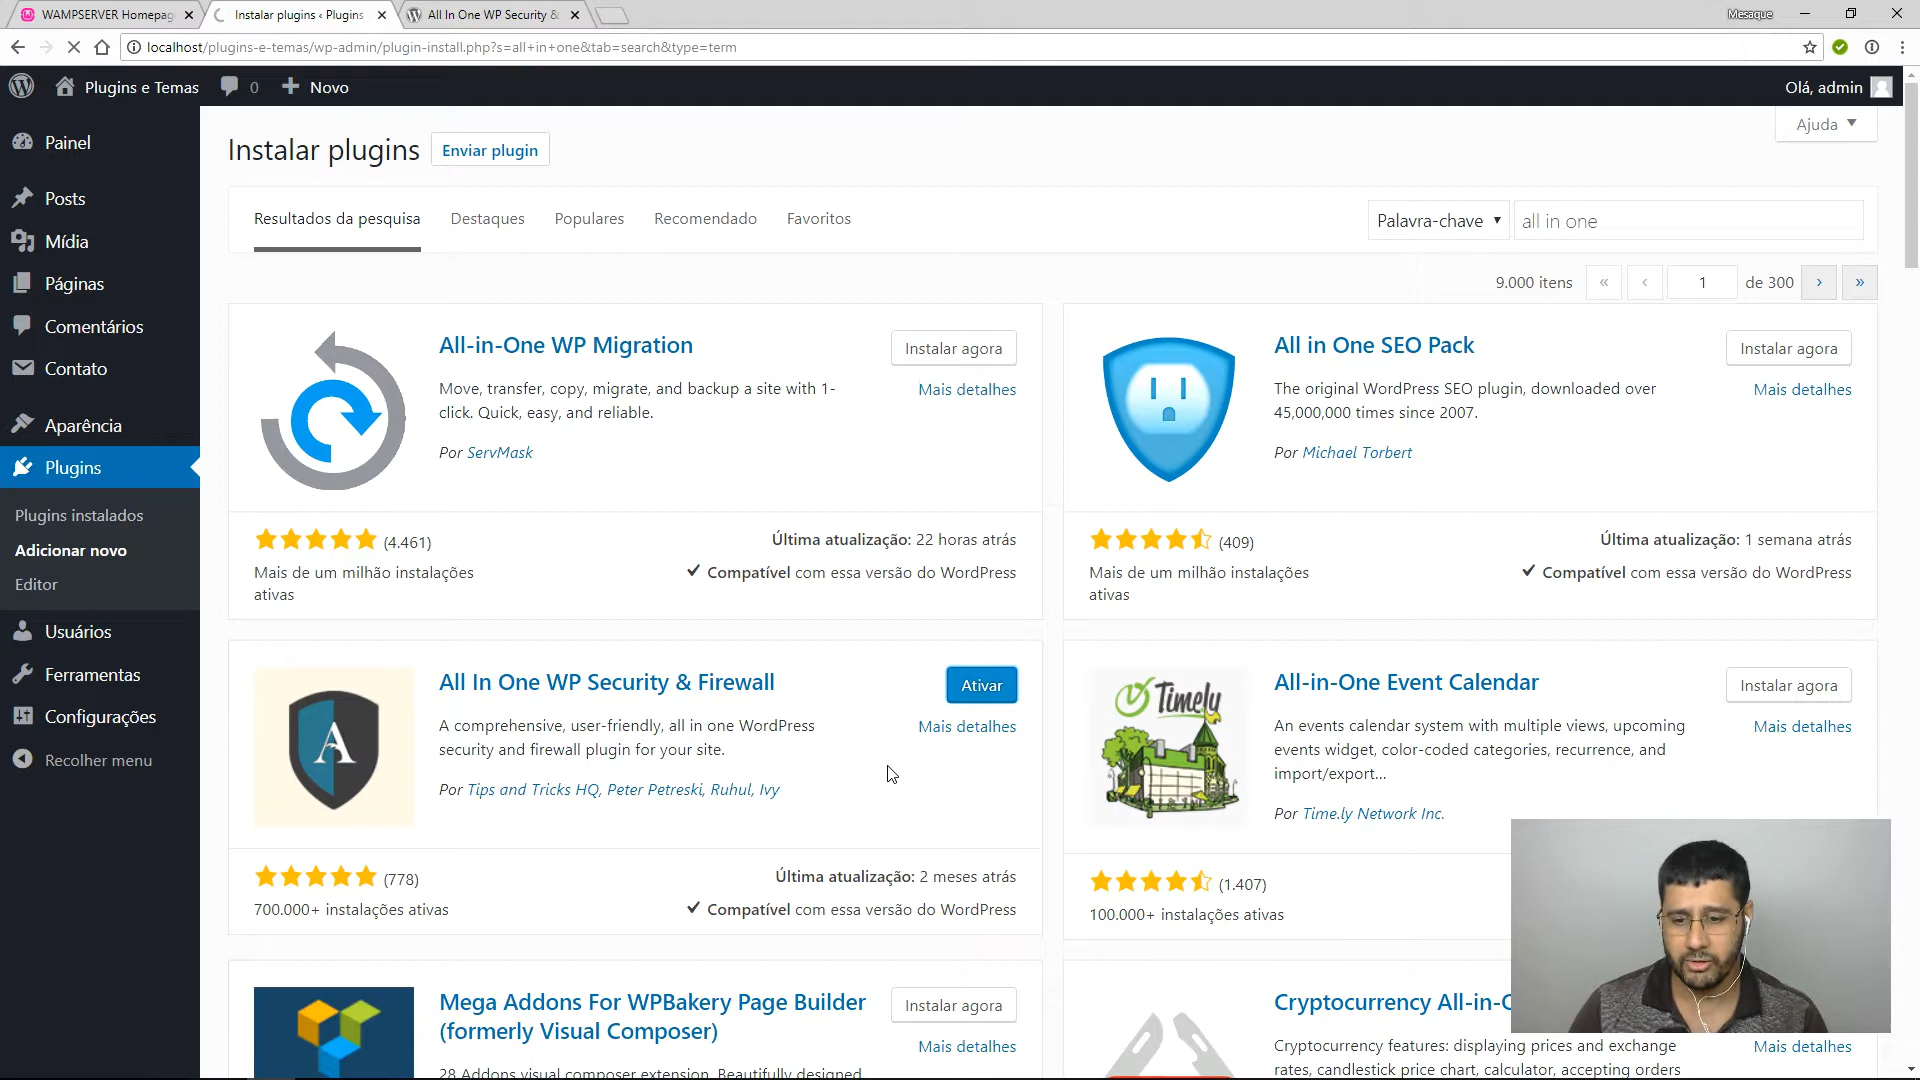 WAMPSERVER Homepag
Instalar plugins ‹ Plugins
All In One WP Security &
Mesaque
localhost/plugins-e-temas/wp-admin/plugin-install.php?s=all+in+one&tab=search&type=term
Plugins e Temas
0
Novo
Olá, admin
Painel
Posts
Mídia
Páginas
Comentários
Contato
Aparência
Plugins
Plugins instalados
Adicionar novo
Editor
Usuários
Ferramentas
Configurações
Recolher menu
Ajuda
Instalar plugins
Enviar plugin
Resultados da pesquisa
Destaques
Populares
Recomendado
Favoritos
Palavra-chave
all in one
9.000 itens
«
‹
1
de 300
›
»
All-in-One WP Migration
Instalar agora
Move, transfer, copy, migrate, and backup a site with 1-
click. Quick, easy, and reliable.
Mais detalhes
Por ServMask
(4.461)
Última atualização: 22 horas atrás
Mais de um milhão instalações
ativas
Compatível com essa versão do WordPress
All in One SEO Pack
Instalar agora
The original WordPress SEO plugin, downloaded over
45,000,000 times since 2007.
Mais detalhes
Por Michael Torbert
(409)
Última atualização: 1 semana atrás
Mais de um milhão instalações
ativas
Compatível com essa versão do WordPress
A
All In One WP Security & Firewall
Ativar
A comprehensive, user-friendly, all in one WordPress
security and firewall plugin for your site.
Mais detalhes
Por Tips and Tricks HQ, Peter Petreski, Ruhul, Ivy
(778)
Última atualização: 2 meses atrás
700.000+ instalações ativas
Compatível com essa versão do WordPress
Timely
All-in-One Event Calendar
Instalar agora
An events calendar system with multiple views, upcoming
events widget, color-coded categories, recurrence, and
import/export...
Mais detalhes
Por Time.ly Network Inc.
(1.407)
100.000+ instalações ativas
Mega Addons For WPBakery Page Builder
(formerly Visual Composer)
Instalar agora
Mais detalhes
28 Addons visual composer extension. Beautifully designed
Cryptocurrency All-in-O
Cryptocurrency features: displaying prices and exchange
rates, candlestick price chart, calculator, accepting orders
Mais detalhes